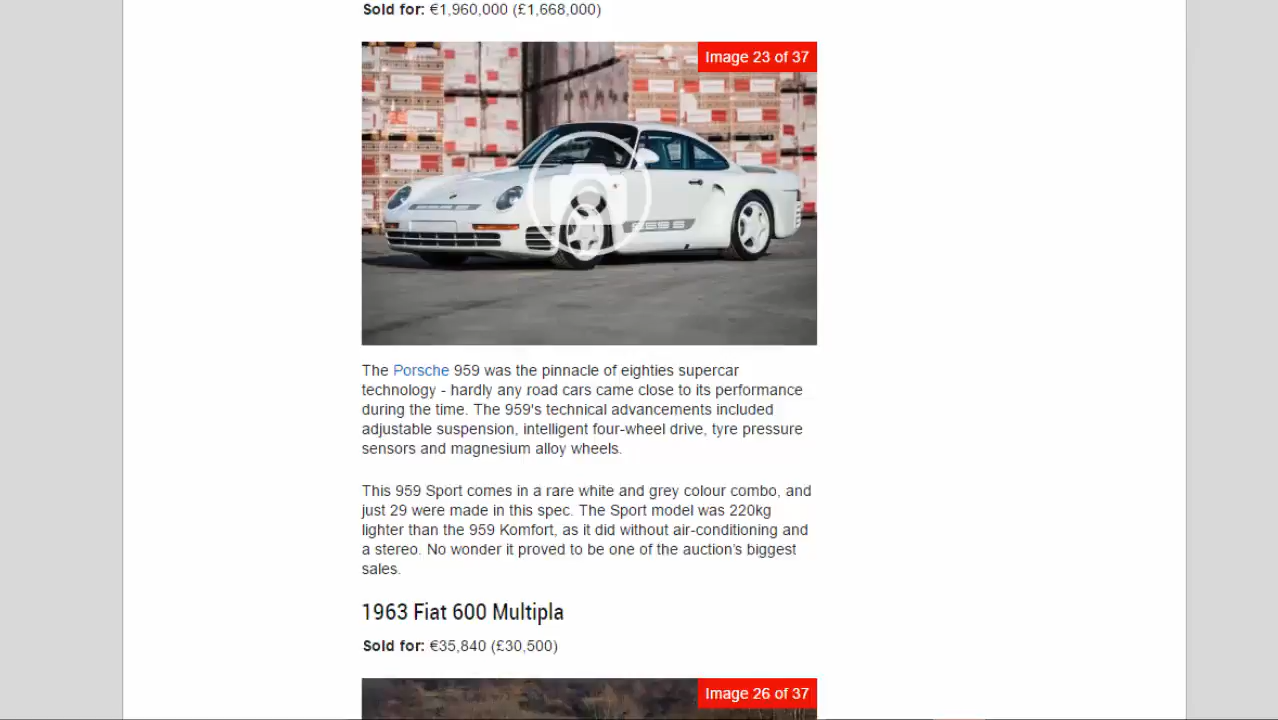 Sold for: €1,960,000 (£1,668,000)
Image 23 of 37
The Porsche 959 was the pinnacle of eighties supercar
technology - hardly any road cars came close to its performance
during the time. The 959's technical advancements included
adjustable suspension, intelligent four-wheel drive, tyre pressure
sensors and magnesium alloy wheels.
This 959 Sport comes in a rare white and grey colour combo, and
just 29 were made in this spec. The Sport model was 220kg
lighter than the 959 Komfort, as it did without air-conditioning and
a stereo. No wonder it proved to be one of the auction’s biggest
sales.
1963 Fiat 600 Multipla
Sold for: €35,840 (£30,500)
Image 26 of 37